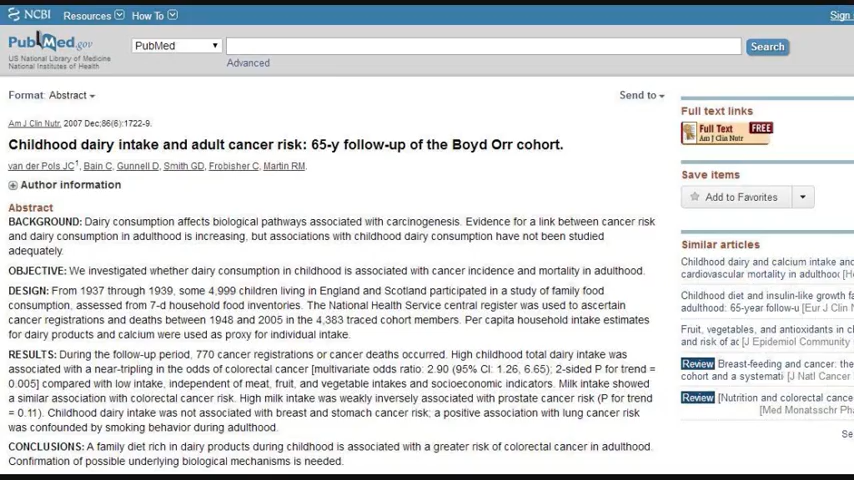 NCBI Resources How To Sign
PubMed.gov
US National Library of Medicine
National Institutes of Health
PubMed
Search
Advanced
Format: Abstract
Send to
Am J Clin Nutr. 2007 Dec;86(6):1722-9.
Childhood dairy intake and adult cancer risk: 65-y follow-up of the Boyd Orr cohort.
van der Pols JC1, Bain C, Gunnell D, Smith GD, Frobisher C, Martin RM.
Author information
Abstract
BACKGROUND: Dairy consumption affects biological pathways associated with carcinogenesis. Evidence for a link between cancer risk
and dairy consumption in adulthood is increasing, but associations with childhood dairy consumption have not been studied
adequately.
OBJECTIVE: We investigated whether dairy consumption in childhood is associated with cancer incidence and mortality in adulthood.
DESIGN: From 1937 through 1939, some 4,999 children living in England and Scotland participated in a study of family food
consumption, assessed from 7-d household food inventories. The National Health Service central register was used to ascertain
cancer registrations and deaths between 1948 and 2005 in the 4,383 traced cohort members. Per capita household intake estimates
for dairy products and calcium were used as proxy for individual intake.
RESULTS: During the follow-up period, 770 cancer registrations or cancer deaths occurred. High childhood total dairy intake was
associated with a near-tripling in the odds of colorectal cancer [multivariate odds ratio: 2.90 (95% CI: 1.26, 6.65); 2-sided P for trend =
0.005] compared with low intake, independent of meat, fruit, and vegetable intakes and socioeconomic indicators. Milk intake showed
a similar association with colorectal cancer risk. High milk intake was weakly inversely associated with prostate cancer risk (P for trend
= 0.11). Childhood dairy intake was not associated with breast and stomach cancer risk; a positive association with lung cancer risk
was confounded by smoking behavior during adulthood.
CONCLUSIONS: A family diet rich in dairy products during childhood is associated with a greater risk of colorectal cancer in adulthood.
Confirmation of possible underlying biological mechanisms is needed.
Full text links
Full Text FREE
Am J Clin Nutr
Save items
Add to Favorites
Similar articles
Childhood dairy and calcium intake and
cardiovascular mortality in adulthood [H
Childhood diet and insulin-like growth fa
adulthood: 65-year follow-u [Eur J Clin N
Fruit, vegetables, and antioxidants in ch
and risk of ac [J Epidemiol Community
Review Breast-feeding and cancer: the
cohort and a systemati [J Natl Cancer
Review [Nutrition and colorectal cance
[Med Monatsschr Pha
Se